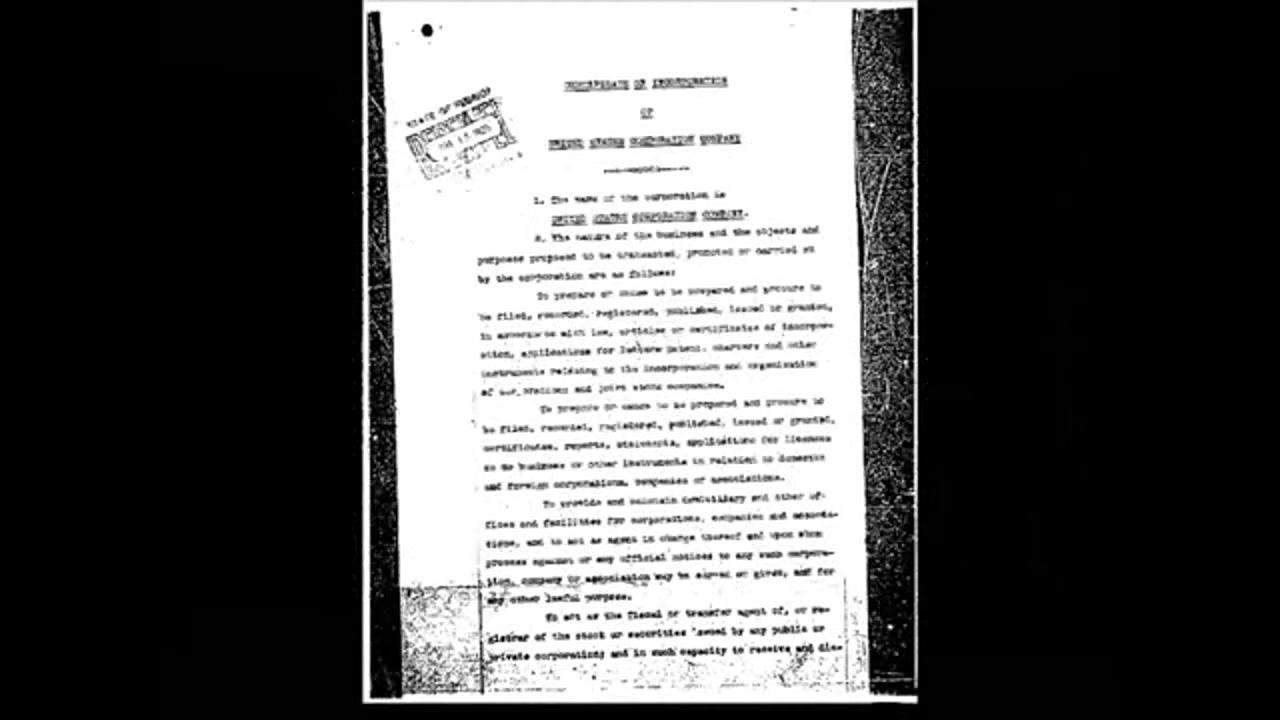 CERTIFICATE OF INCORPORATION
OF
UNITED STATES CORPORATION COMPANY
1. The name of the corporation is
UNITED STATES CORPORATION COMPANY.
2. The nature of the business and the objects and
purposes proposed to be transacted, promoted or carried on
by the corporation are as follows:
To prepare or cause to be prepared and procure to
be filed, recorded, registered, published, issued or granted,
in accordance with law, articles or certificates of incorpor-
ation, applications for letters patent, charters and other
instruments relating to the incorporation and organization
of corporations and joint stock companies.
To prepare or cause to be prepared and procure to
be filed, recorded, registered, published, issued or granted,
certificates, reports, statements, applications for licenses
to do business or other instruments in relation to domestic
and foreign corporations, companies or associations.
To provide and maintain domiciliary and other of-
fices and facilities for corporations, companies and associa-
tions, and to act as agent in charge thereof and upon whom
process against or any official notices to any such corpora-
tion, company or association may be served or given, and for
any other lawful purpose.
To act as the fiscal or transfer agent of, or re-
gistrar of the stock or securities issued by any public or
private corporation; and in such capacity to receive and dis-